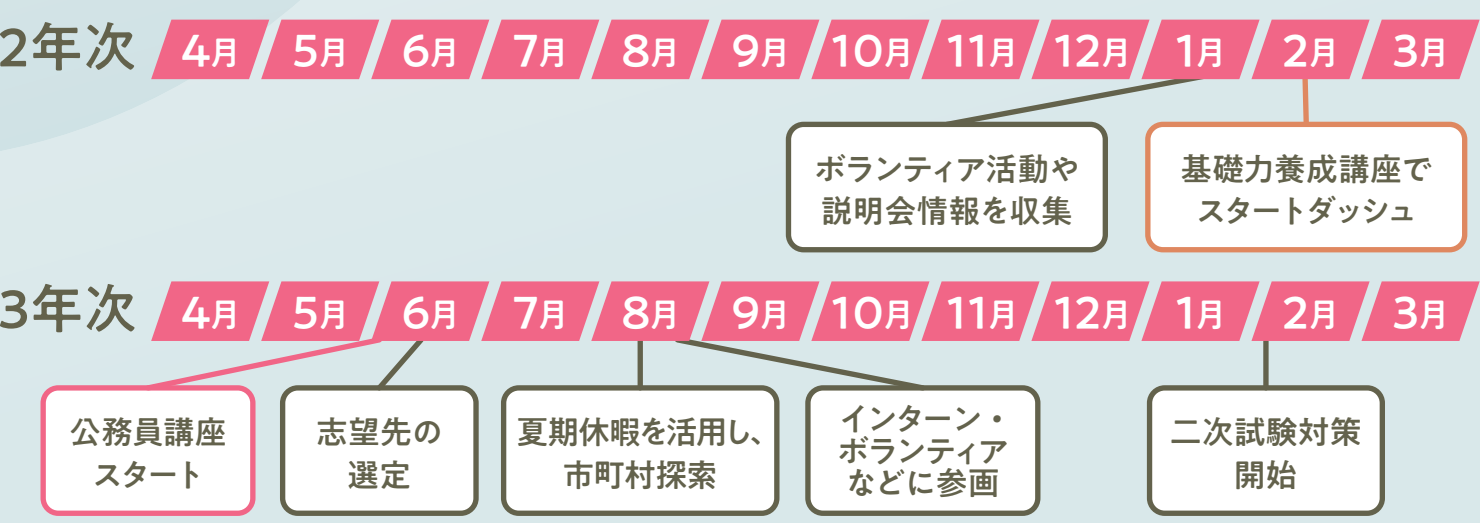 2年次 4月 5月 6月 7月 8月 9月 10月 11月 12月 1月 2月 3月
ボランティア活動や
説明会情報を収集
基礎力養成講座で
スタートダッシュ
3年次 4月 5月 6月 7月 8月 9月 10月 11月 12月 1月 2月 3月
公務員講座
スタート
志望先の
選定
夏期休暇を活用し、
市町村探索
インターン・
ボランティア
などに参画
二次試験対策
開始